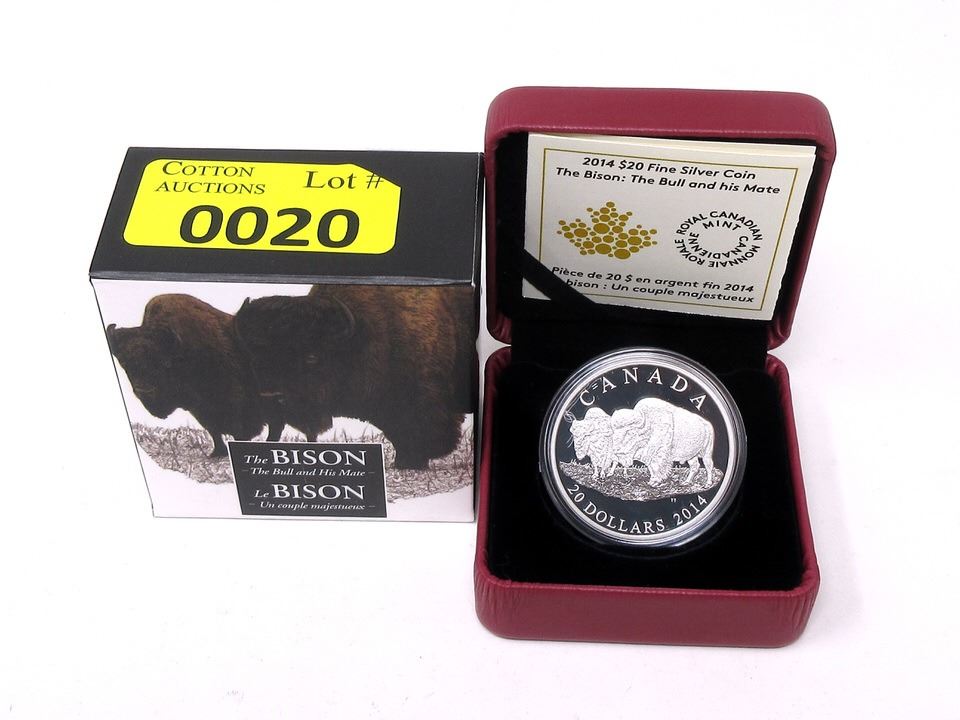 COTTON
AUCTIONS
Lot #
0020
The BISON
– The Bull and His Mate –
Le BISON
– Un couple majestueux –
2014 $20 Fine Silver Coin
The Bison: The Bull and his Mate
ROYAL CANADIAN MINT
MONNAIE ROYALE CANADIENNE
Pièce de 20 $ en argent fin 2014
bison : Un couple majestueux
CANADA
20 DOLLARS 2014